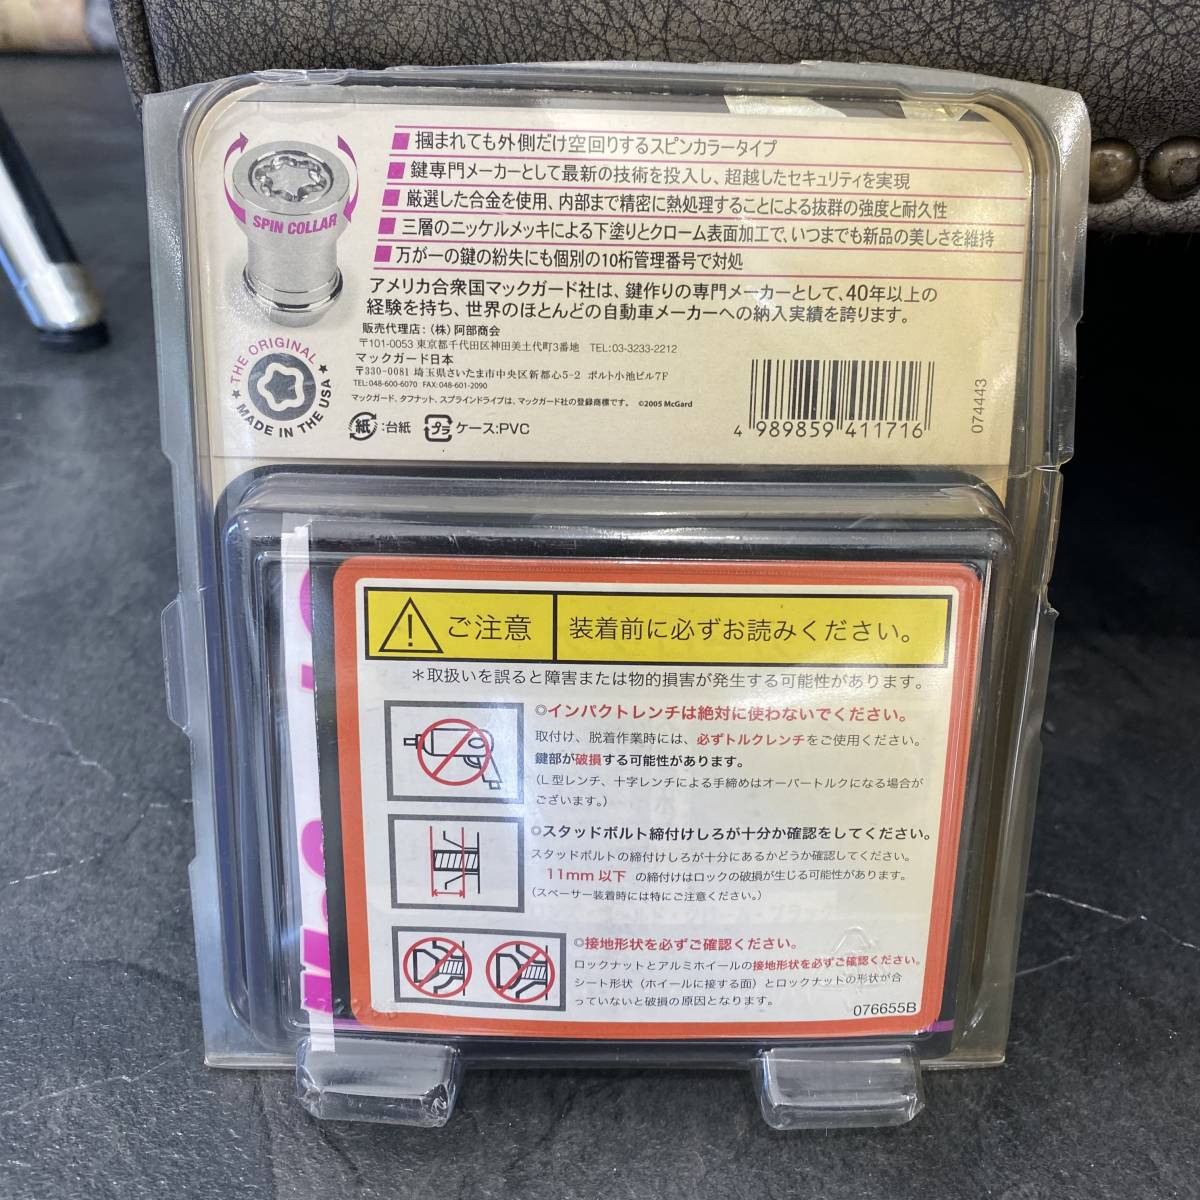 ■掴まれても外側だけ空回りするスピンカラータイプ
■鍵専門メーカーとして最新の技術を投入し、超越したセキュリティを実現
■厳選した合金を使用、内部まで精密に熱処理することによる抜群の強度と耐久性
■三層のニッケルメッキによる下塗りとクローム表面加工で、いつまでも新品の美しさを維持
■万が一の鍵の紛失にも個別の10桁管理番号で対処
SPIN COLLAR
アメリカ合衆国マックガード社は、鍵作りの専門メーカーとして、40年以上の
経験を持ち、世界のほとんどの自動車メーカーへの納入実績を誇ります。
販売代理店:(株)阿部商会
〒101-0053 東京都千代田区神田美土代町3番地 TEL:03-3233-2212
マックガード日本
〒330-0081 埼玉県さいたま市中央区新都心5-2 ポルト小池ビル7F
TEL:048-600-6070 FAX:048-601-2090
マックガード、タフナット、スプラインドライブは、マックガード社の登録商標です。 ©2005 McGard
THE ORIGINAL
★ MADE IN THE USA ★
紙:台紙 プラ ケース:PVC
4 989859 411716
074443
ご注意 装着前に必ずお読みください。
*取扱いを誤ると障害または物的損害が発生する可能性があります。
◎インパクトレンチは絶対に使わないでください。
取付け、脱着作業時には、必ずトルクレンチをご使用ください。
鍵部が破損する可能性があります。
(L型レンチ、十字レンチによる手締めはオーバートルクになる場合が
ございます。)
◎スタッドボルト締付けしろが十分か確認をしてください。
スタッドボルトの締付けしろが十分にあるかどうか確認してください。
11mm以下 の締付けはロックの破損が生じる可能性があります。
(スペーサー装着時には特にご注意ください。)
◎接地形状を必ずご確認ください。
ロックナットとアルミホイールの接地形状を必ずご確認ください。
シート形状(ホイールに接する面)とロックナットの形状が合
っていないと破損の原因となります。
076655B